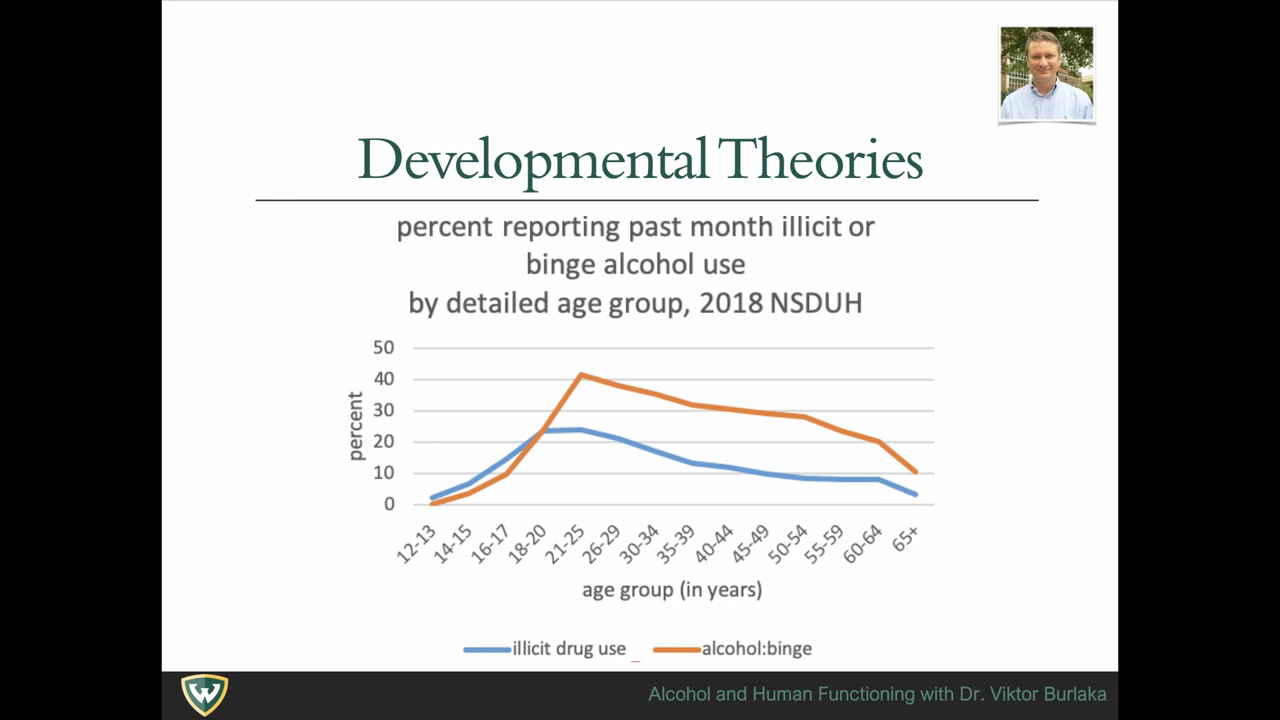 Developmental Theories
percent reporting past month illicit or
binge alcohol use
by detailed age group, 2018 NSDUH
50
40
30
20
10
0
percent
12-13
14-15
16-17
18-20
21-25
26-29
30-34
35-39
40-44
45-49
50-54
55-59
60-64
65+
age group (in years)
illicit drug use
alcohol:binge
W
Alcohol and Human Functioning with Dr. Viktor Burlaka